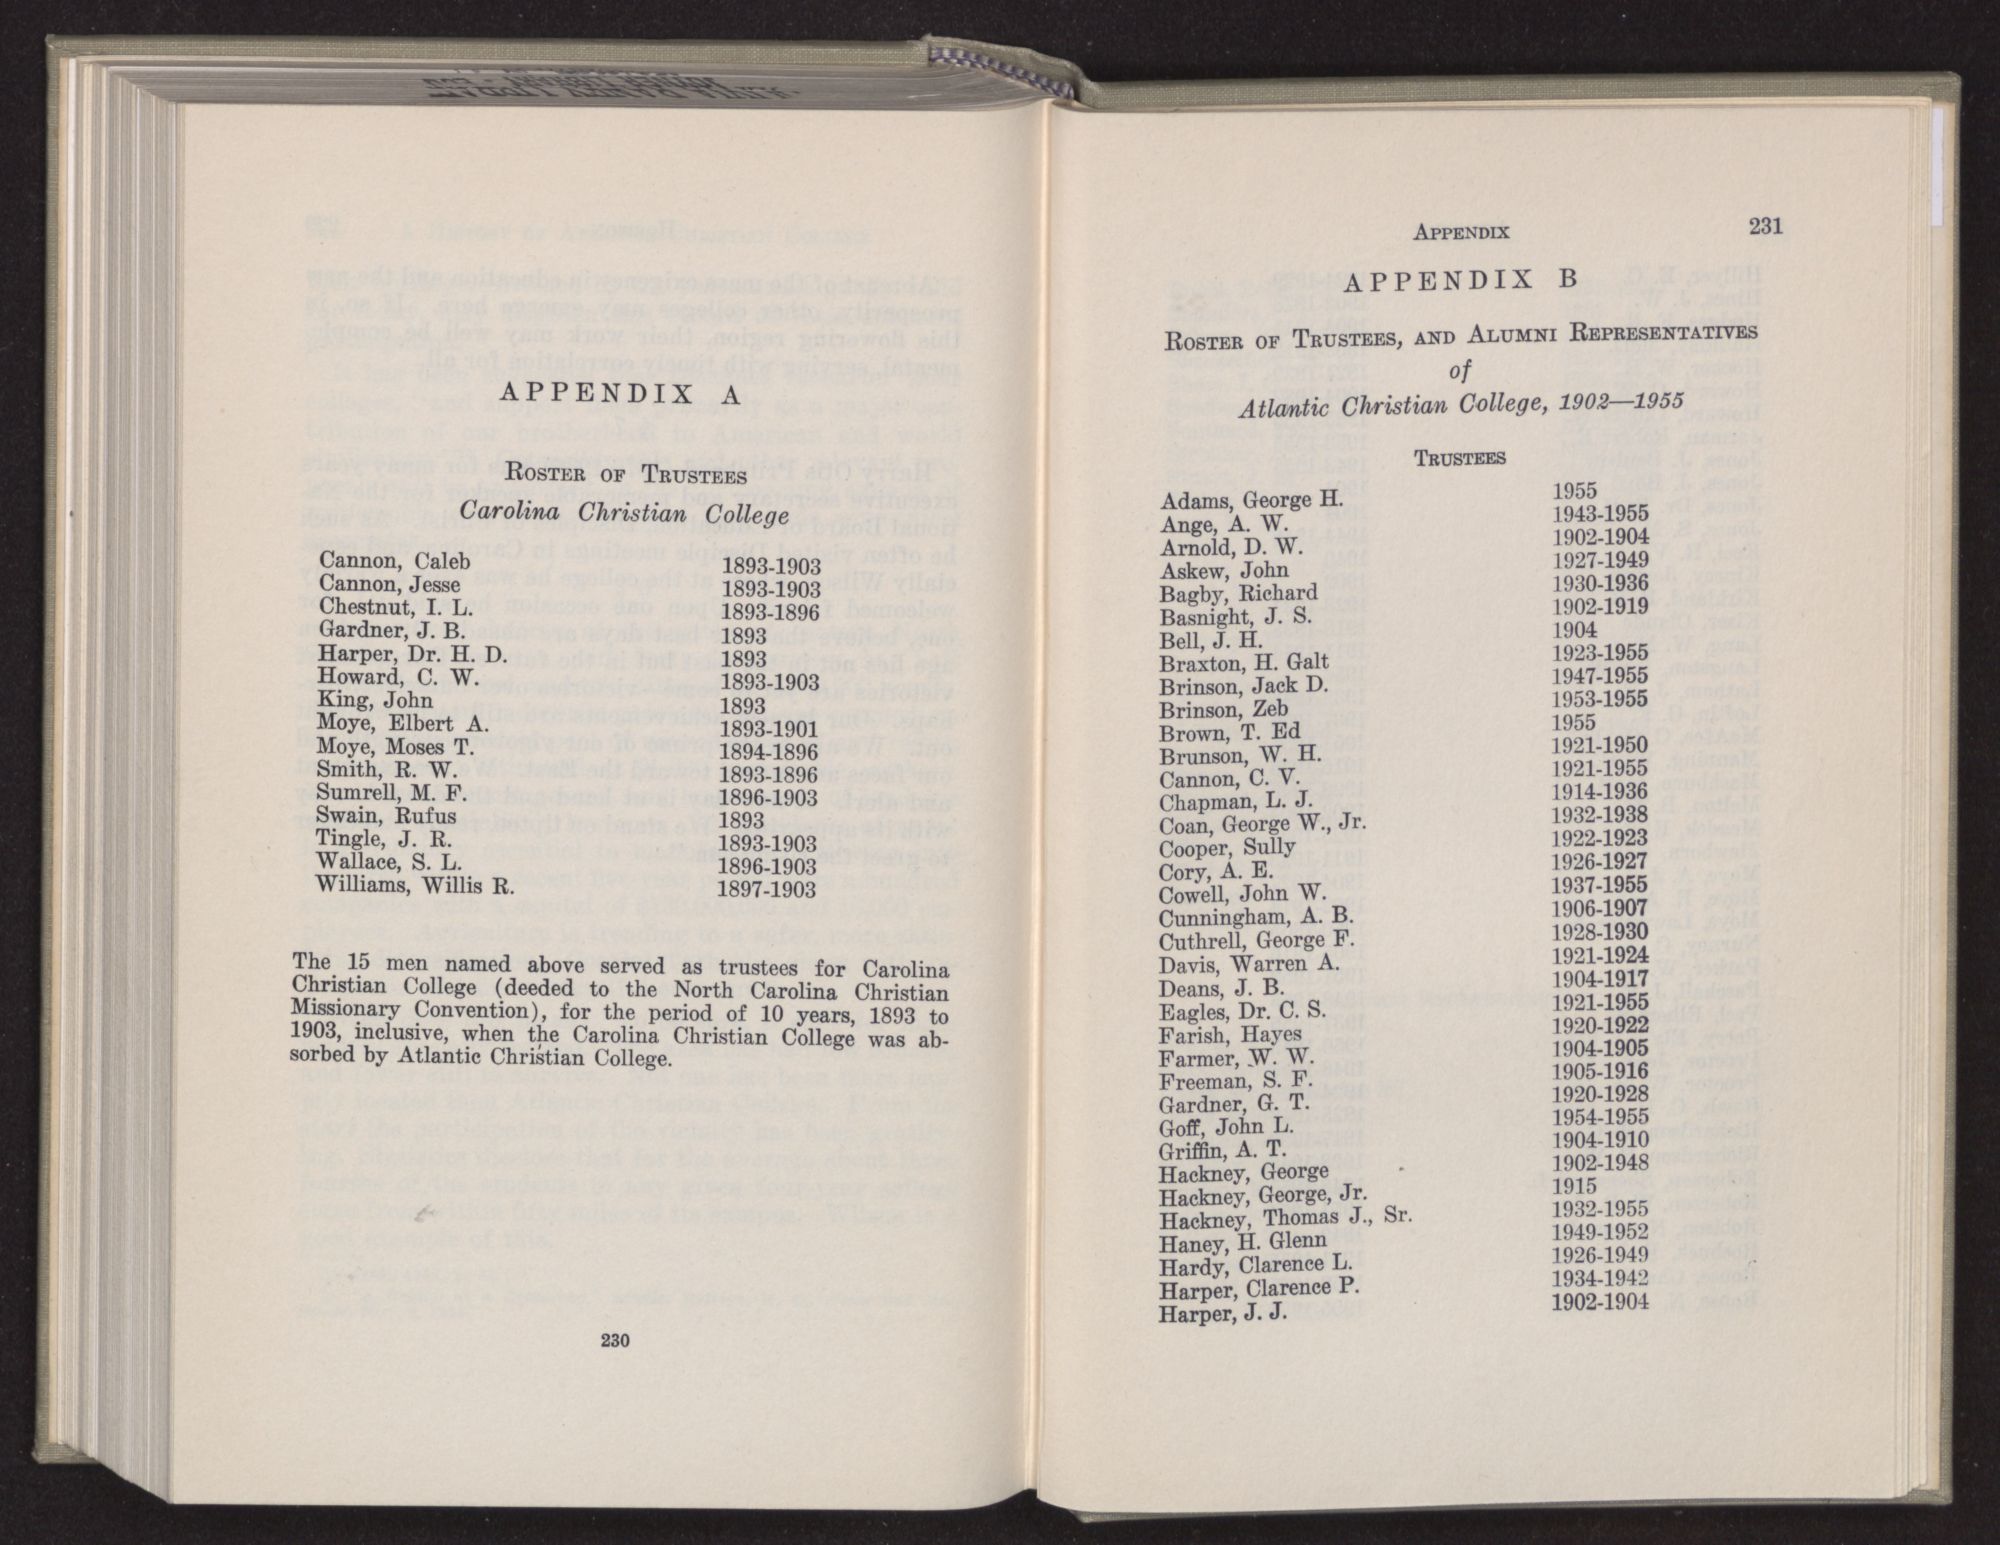 APPENDIX A
ROSTER OF TRUSTEES
Carolina Christian College
Cannon, Caleb 1893-1903
Cannon, Jesse 1893-1903
Chestnut, I. L. 1893-1896
Gardner, J. B. 1893
Harper, Dr. H. D. 1893
Howard, C. W. 1893-1903
King, John 1893
Moye, Elbert A. 1893-1901
Moye, Moses T. 1894-1896
Smith, R. W. 1893-1896
Sumrell, M. F. 1896-1903
Swain, Rufus 1893
Tingle, J. R. 1893-1903
Wallace, S. L. 1896-1903
Williams, Willis R. 1897-1903
The 15 men named above served as trustees for Carolina
Christian College (deeded to the North Carolina Christian
Missionary Convention), for the period of 10 years, 1893 to
1903, inclusive, when the Carolina Christian College was ab-
sorbed by Atlantic Christian College.
230
APPENDIX 231
APPENDIX B
ROSTER OF TRUSTEES, AND ALUMNI REPRESENTATIVES
of
Atlantic Christian College, 1902—1955
TRUSTEES
Adams, George H. 1955
Ange, A. W. 1943-1955
Arnold, D. W. 1902-1904
Askew, John 1927-1949
Bagby, Richard 1930-1936
Basnight, J. S. 1902-1919
Bell, J. H. 1904
Braxton, H. Galt 1923-1955
Brinson, Jack D. 1947-1955
Brinson, Zeb 1953-1955
Brown, T. Ed 1955
Brunson, W. H. 1921-1950
Cannon, C. V. 1921-1955
Chapman, L. J. 1914-1936
Coan, George W., Jr. 1932-1938
Cooper, Sully 1922-1923
Cory, A. E. 1926-1927
Cowell, John W. 1937-1955
Cunningham, A. B. 1906-1907
Cuthrell, George F. 1928-1930
Davis, Warren A. 1921-1924
Deans, J. B. 1904-1917
Eagles, Dr. C. S. 1921-1955
Farish, Hayes 1920-1922
Farmer, W. W. 1904-1905
Freeman, S. F. 1905-1916
Gardner, G. T. 1920-1928
Goff, John L. 1954-1955
Griffin, A. T. 1904-1910
Hackney, George 1902-1948
Hackney, George, Jr. 1915
Hackney, Thomas J., Sr. 1932-1955
Haney, H. Glenn 1949-1952
Hardy, Clarence L. 1926-1949
Harper, Clarence P. 1934-1942
Harper, J. J. 1902-1904